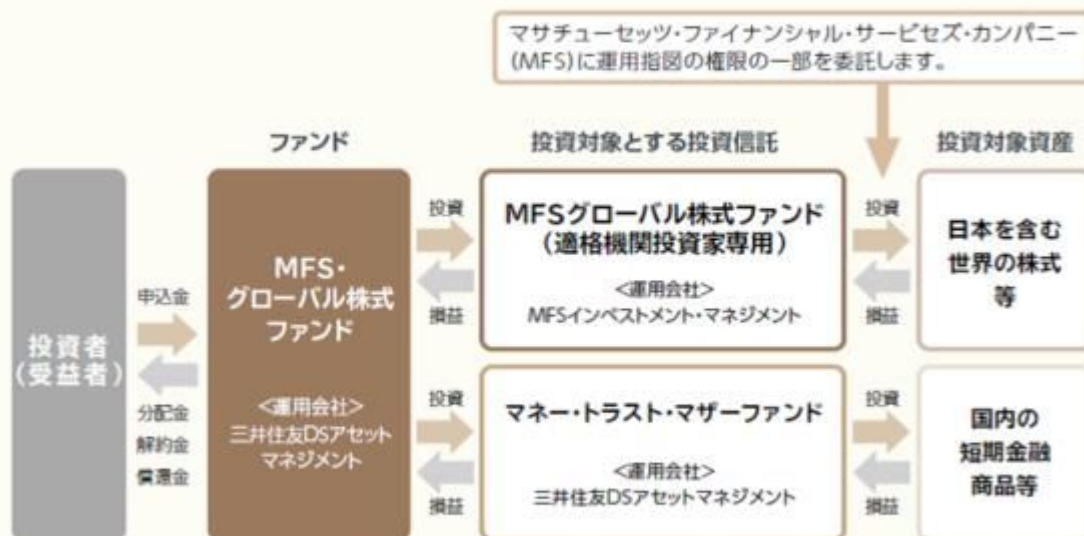 マサチューセッツ・ファイナンシャル・サービセズ・カンパニー
(MFS)に運用指図の権限の一部を委託します。
ファンド
投資対象とする投資信託
投資対象資産
投資者
(受益者)
申込金
分配金
解約金
償還金
MFS・
グローバル株式
ファンド
<運用会社>
三井住友DSアセット
マネジメント
投資
損益
MFSグローバル株式ファンド
(適格機関投資家専用)
<運用会社>
MFSインベストメント・マネジメント
投資
損益
日本を含む
世界の株式
等
投資
損益
マネー・トラスト・マザーファンド
<運用会社>
三井住友DSアセットマネジメント
投資
損益
国内の
短期金融
商品等